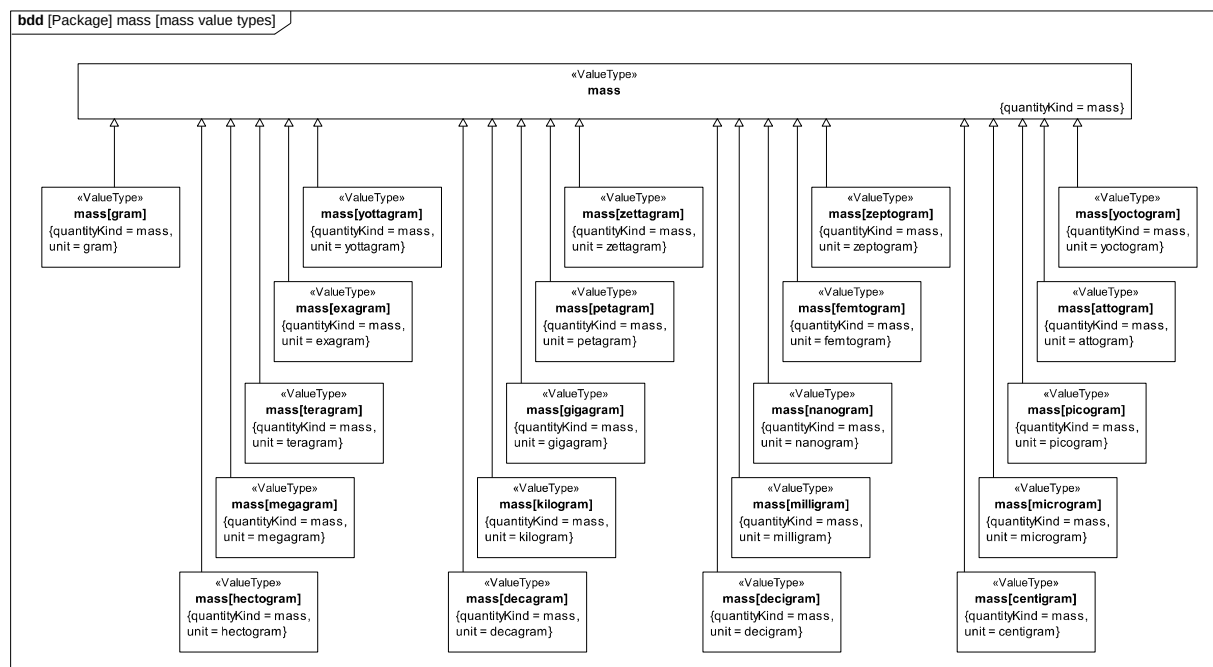 bdd [Package] mass [mass value types]
«ValueType»
mass
{quantityKind = mass}
«ValueType»
mass[gram]
{quantityKind = mass,
unit = gram}
«ValueType»
mass[yottagram]
{quantityKind = mass,
unit = yottagram}
«ValueType»
mass[zettagram]
{quantityKind = mass,
unit = zettagram}
«ValueType»
mass[zeptogram]
{quantityKind = mass,
unit = zeptogram}
«ValueType»
mass[yoctogram]
{quantityKind = mass,
unit = yoctogram}
«ValueType»
mass[exagram]
{quantityKind = mass,
unit = exagram}
«ValueType»
mass[petagram]
{quantityKind = mass,
unit = petagram}
«ValueType»
mass[femtogram]
{quantityKind = mass,
unit = femtogram}
«ValueType»
mass[attogram]
{quantityKind = mass,
unit = attogram}
«ValueType»
mass[teragram]
{quantityKind = mass,
unit = teragram}
«ValueType»
mass[gigagram]
{quantityKind = mass,
unit = gigagram}
«ValueType»
mass[nanogram]
{quantityKind = mass,
unit = nanogram}
«ValueType»
mass[picogram]
{quantityKind = mass,
unit = picogram}
«ValueType»
mass[megagram]
{quantityKind = mass,
unit = megagram}
«ValueType»
mass[kilogram]
{quantityKind = mass,
unit = kilogram}
«ValueType»
mass[milligram]
{quantityKind = mass,
unit = milligram}
«ValueType»
mass[microgram]
{quantityKind = mass,
unit = microgram}
«ValueType»
mass[hectogram]
{quantityKind = mass,
unit = hectogram}
«ValueType»
mass[decagram]
{quantityKind = mass,
unit = decagram}
«ValueType»
mass[decigram]
{quantityKind = mass,
unit = decigram}
«ValueType»
mass[centigram]
{quantityKind = mass,
unit = centigram}